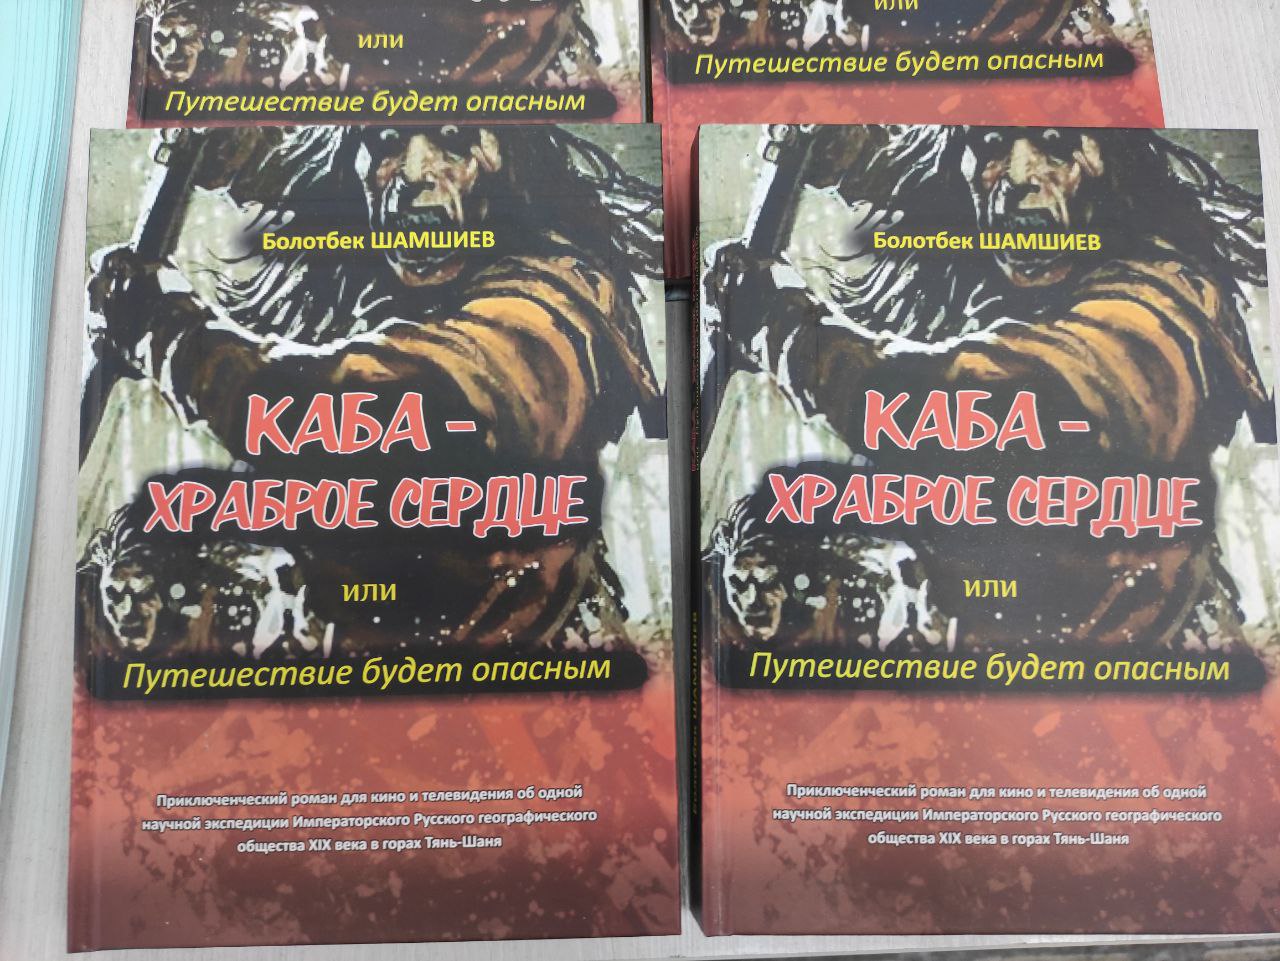 или
Путешествие будет опасным
или
Путешествие будет опасным
Болотбек ШАМШИЕВ
КАБА –
ХРАБРОЕ СЕРДЦЕ
или
Путешествие будет опасным
Приключенческий роман для кино и телевидения об одной
научной экспедиции Императорского Русского географического
общества XIX века в горах Тянь-Шаня
Болотбек ШАМШИЕВ
Болотбек ШАМШИЕВ
КАБА –
ХРАБРОЕ СЕРДЦЕ
или
Путешествие будет опасным
Приключенческий роман для кино и телевидения об одной
научной экспедиции Императорского Русского географического
общества XIX века в горах Тянь-Шаня